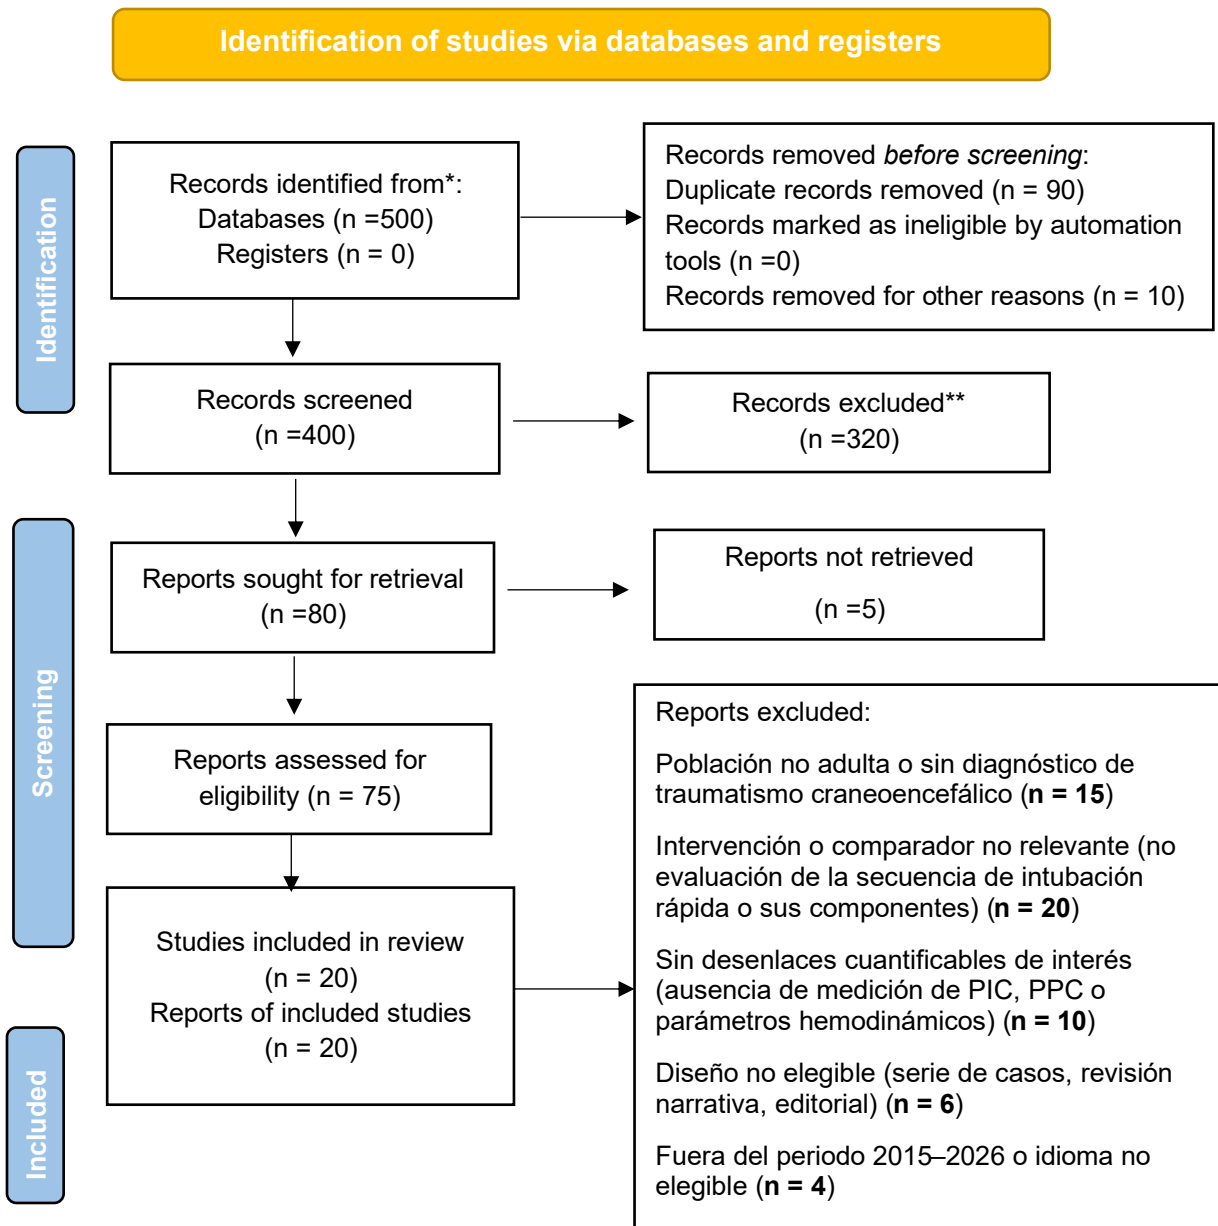 Identification of studies via databases and registers
Identification
Records identified from*:
Databases (n =500)
Registers (n = 0)
Records removed before screening:
Duplicate records removed (n = 90)
Records marked as ineligible by automation
tools (n =0)
Records removed for other reasons (n = 10)
Records screened
(n =400)
Records excluded**
(n =320)
Screening
Reports sought for retrieval
(n =80)
Reports not retrieved
(n =5)
Reports assessed for
eligibility (n = 75)
Reports excluded:
Población no adulta o sin diagnóstico de
traumatismo craneoencefálico (n = 15)
Intervención o comparador no relevante (no
evaluación de la secuencia de intubación
rápida o sus componentes) (n = 20)
Sin desenlaces cuantificables de interés
(ausencia de medición de PIC, PPC o
parámetros hemodinámicos) (n = 10)
Diseño no elegible (serie de casos, revisión
narrativa, editorial) (n = 6)
Fuera del periodo 2015–2026 o idioma no
elegible (n = 4)
Included
Studies included in review
(n = 20)
Reports of included studies
(n = 20)